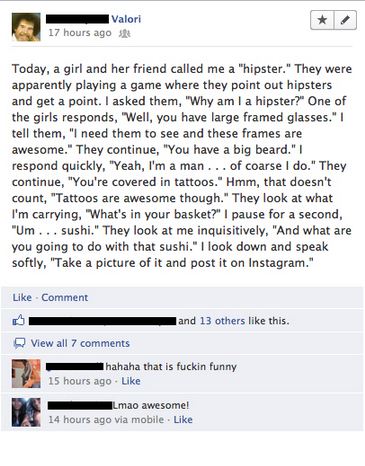 Valori
17 hours ago
Today, a girl and her friend called me a "hipster." They were
apparently playing a game where they point out hipsters
and get a point. I asked them, "Why am I a hipster?" One of
the girls responds, "Well, you have large framed glasses." I
tell them, "I need them to see and these frames are
awesome." They continue, "You have a big beard." I
respond quickly, "Yeah, I'm a man . . . of coarse I do." They
continue, "You're covered in tattoos." Hmm, that doesn't
count, "Tattoos are awesome though." They look at what
I'm carrying, "What's in your basket?" I pause for a second,
"Um . . . sushi." They look at me inquisitively, "And what are
you going to do with that sushi." I look down and speak
softly, "Take a picture of it and post it on Instagram."
Like · Comment
and 13 others like this.
View all 7 comments
hahaha that is fuckin funny
15 hours ago · Like
Lmao awesome!
14 hours ago via mobile · Like